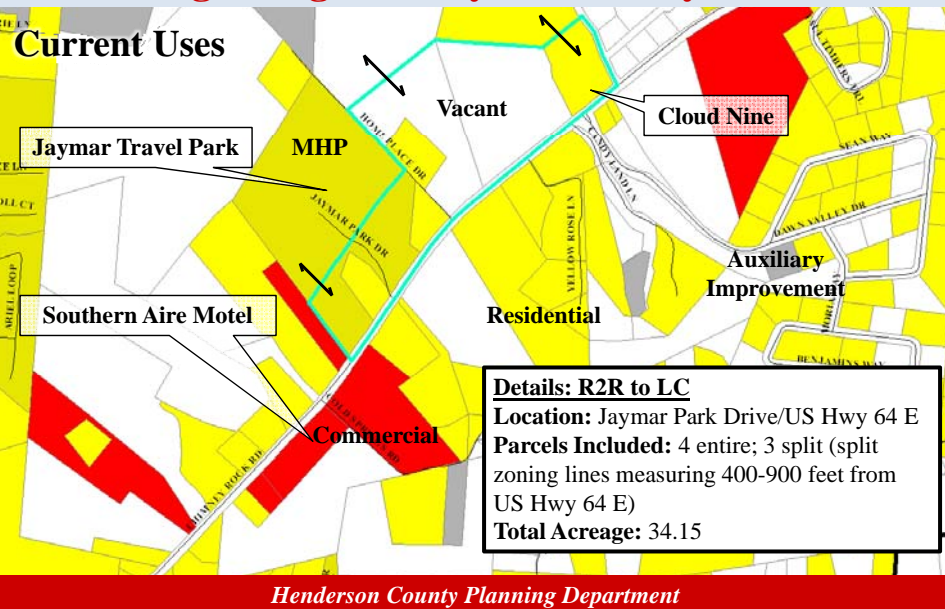 Current Uses
Vacant
Cloud Nine
Jaymar Travel Park
MHP
HOME PLACE DR
JAYMAR PARK DR
CANDY LAND LN
SEAN WAY
DAWN VALLEY DR
YELLOW ROSE LN
ARIEL LOOP
Auxiliary
Improvement
Southern Aire Motel
Residential
BENJAMINS WAY
Commercial
CHIMNEY ROCK RD
Details: R2R to LC
Location: Jaymar Park Drive/US Hwy 64 E
Parcels Included: 4 entire; 3 split (split
zoning lines measuring 400-900 feet from
US Hwy 64 E)
Total Acreage: 34.15
Henderson County Planning Department